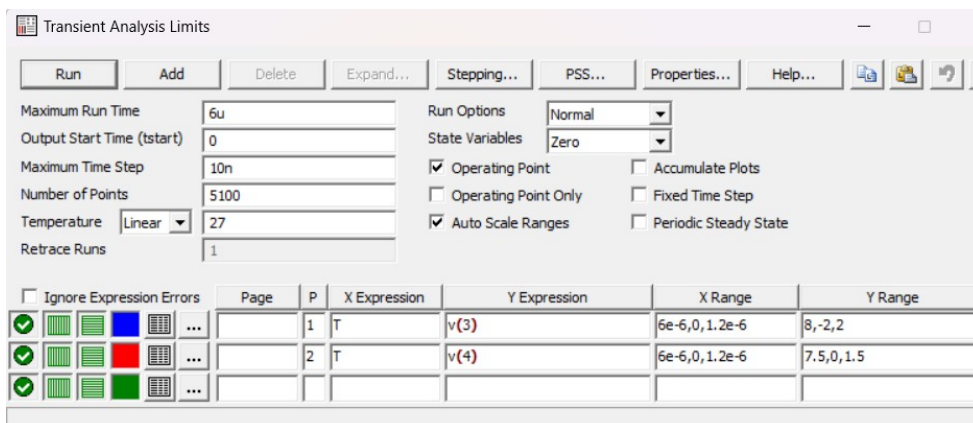 Transient Analysis Limits
Run Add Delete Expand... Stepping... PSS... Properties... Help...
Maximum Run Time 6u Run Options Normal
Output Start Time (tstart) 0 State Variables Zero
Maximum Time Step 10n Operating Point Accumulate Plots
Number of Points 5100 Operating Point Only Fixed Time Step
Temperature Linear 27 Auto Scale Ranges Periodic Steady State
Retrace Runs 1
Ignore Expression Errors Page P X Expression Y Expression X Range Y Range
... 1 T v(3) 6e-6,0,1.2e-6 8,-2,2
... 2 T v(4) 6e-6,0,1.2e-6 7.5,0,1.5
...